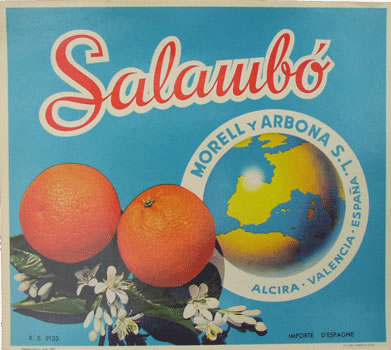 Salambó
MORELL Y ARBONA S.L.
ALCIRA · VALENCIA · ESPAÑA
R. E. 9133
IMPORTÉ D'ESPAGNE